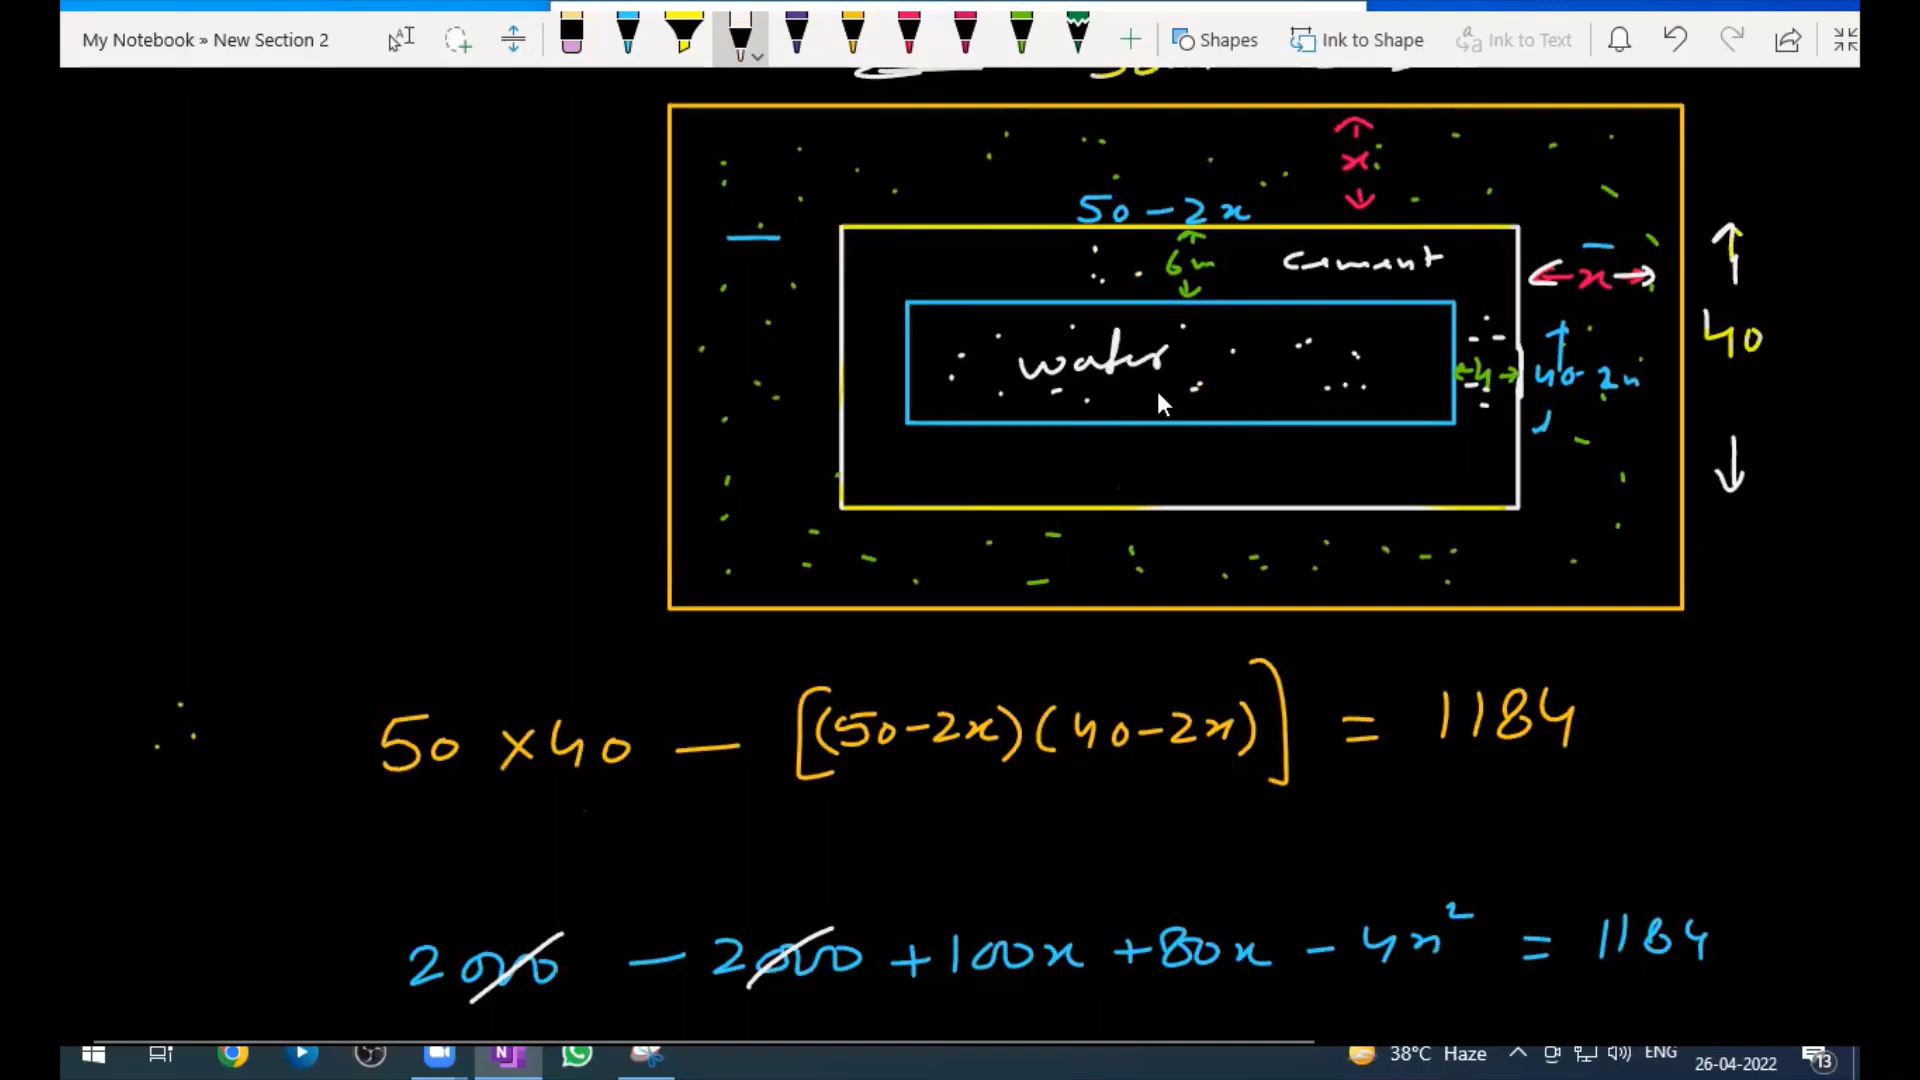 My Notebook » New Section 2
Shapes
Ink to Shape
Ink to Text
x
50-2x
6m
cement
x
40
water
4
40-2x
50 × 40 - [(50-2x)(40-2x)] = 1184
2000 - 2000 + 100x + 80x - 4x² = 1184
38°C Haze
ENG
26-04-2022
13